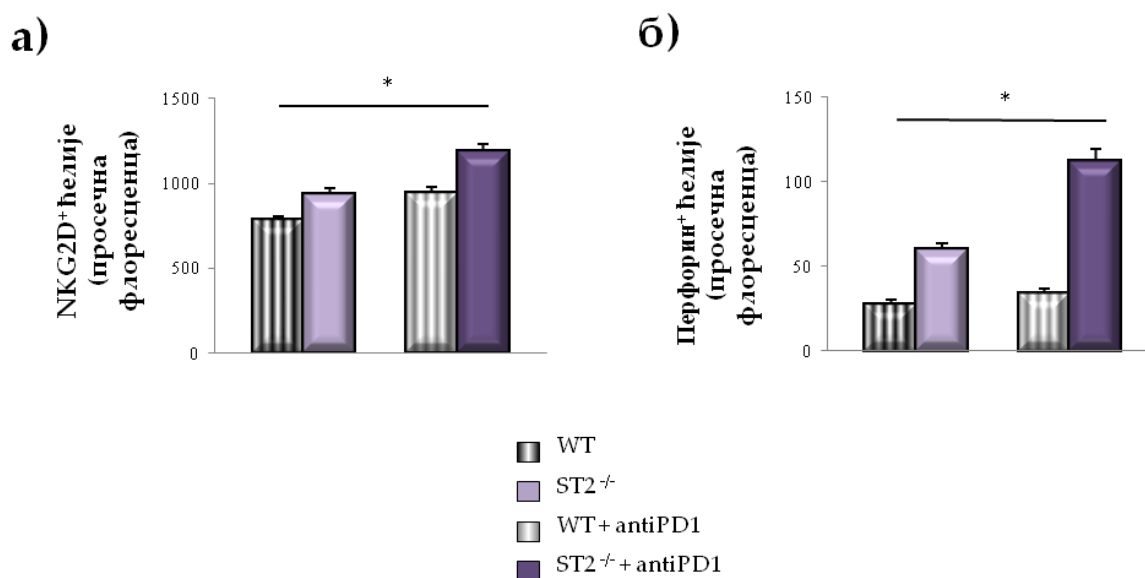 а)
*
1500
1000
500
0
NKG2D⁺ ћелије
(просечна
флоресценца)
б)
*
150
100
50
0
Перфорин⁺ ћелије
(просечна
флоресценца)
WT
ST2 ⁻/⁻
WT + antiPD1
ST2 ⁻/⁻ + antiPD1